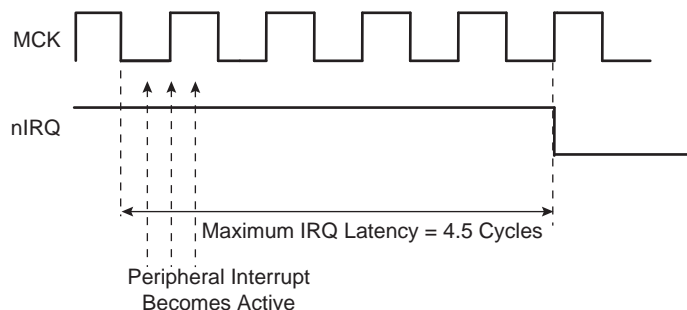 MCK
nIRQ
Maximum IRQ Latency = 4.5 Cycles
Peripheral Interrupt
Becomes Active